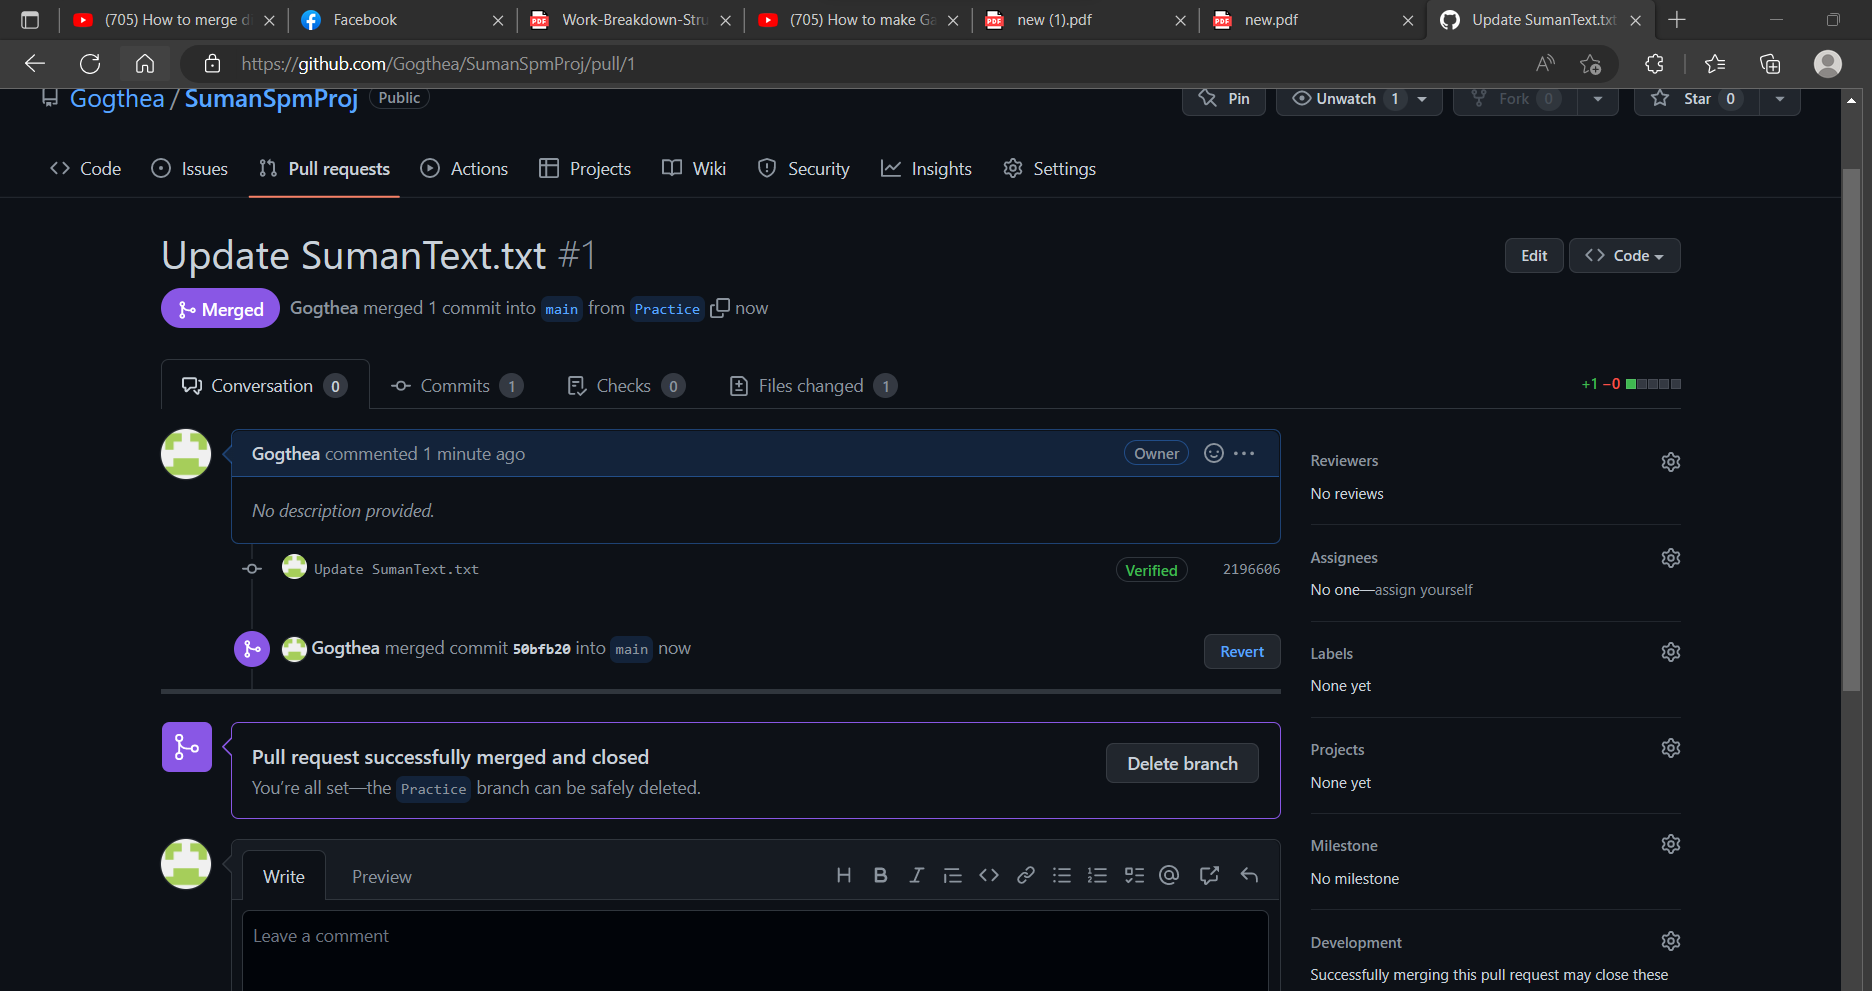 (705) How to merge d
Facebook
Work-Breakdown-Stru
(705) How to make Ga
new (1).pdf
new.pdf
Update SumanText.txt
https://github.com/Gogthea/SumanSpmProj/pull/1
Gogthea / SumanSpmProj Public
Pin
Unwatch 1
Fork 0
Star 0
Code
Issues
Pull requests
Actions
Projects
Wiki
Security
Insights
Settings
Update SumanText.txt #1
Edit
Code
Merged
Gogthea merged 1 commit into main from Practice now
Conversation 0
Commits 1
Checks 0
Files changed 1
+1 −0
Gogthea commented 1 minute ago
Owner
No description provided.
Update SumanText.txt
Verified
2196606
Gogthea merged commit 50bfb20 into main now
Revert
Pull request successfully merged and closed
You're all set—the Practice branch can be safely deleted.
Delete branch
Write
Preview
Leave a comment
Reviewers
No reviews
Assignees
No one—assign yourself
Labels
None yet
Projects
None yet
Milestone
No milestone
Development
Successfully merging this pull request may close these